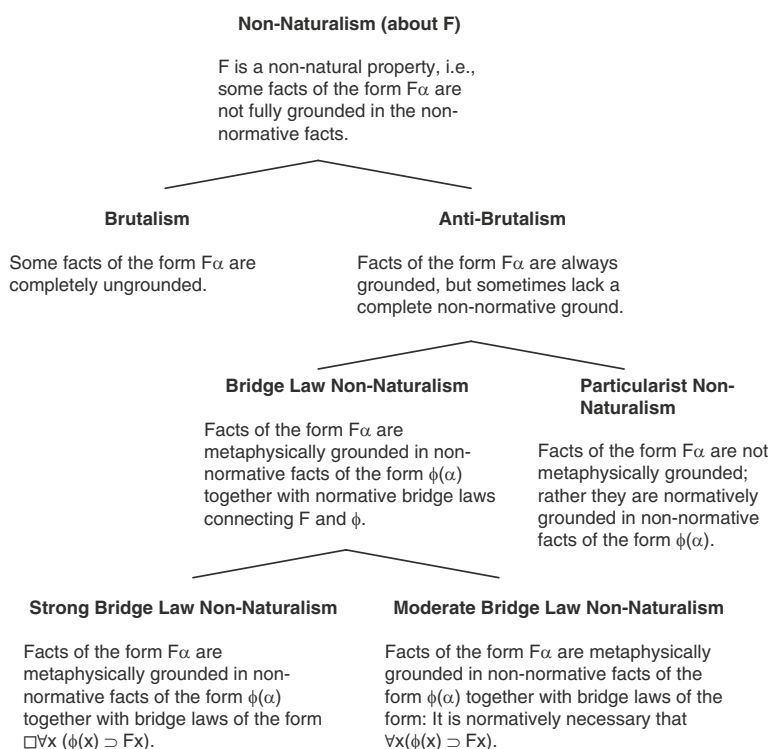 Non-Naturalism (about F)
F is a non-natural property, i.e.,
some facts of the form Fα are
not fully grounded in the non-
normative facts.
Brutalism
Some facts of the form Fα are
completely ungrounded.
Anti-Brutalism
Facts of the form Fα are always
grounded, but sometimes lack a
complete non-normative ground.
Bridge Law Non-Naturalism
Facts of the form Fα are
metaphysically grounded in non-
normative facts of the form ϕ(α)
together with normative bridge laws
connecting F and ϕ.
Particularist Non-
Naturalism
Facts of the form Fα are not
metaphysically grounded;
rather they are normatively
grounded in non-normative
facts of the form ϕ(α).
Strong Bridge Law Non-Naturalism
Facts of the form Fα are
metaphysically grounded in non-
normative facts of the form ϕ(α)
together with bridge laws of the form
□∀x (ϕ(x) ⊃ Fx).
Moderate Bridge Law Non-Naturalism
Facts of the form Fα are metaphysically
grounded in non-normative facts of the
form ϕ(α) together with bridge laws of the
form: It is normatively necessary that
∀x(ϕ(x) ⊃ Fx).